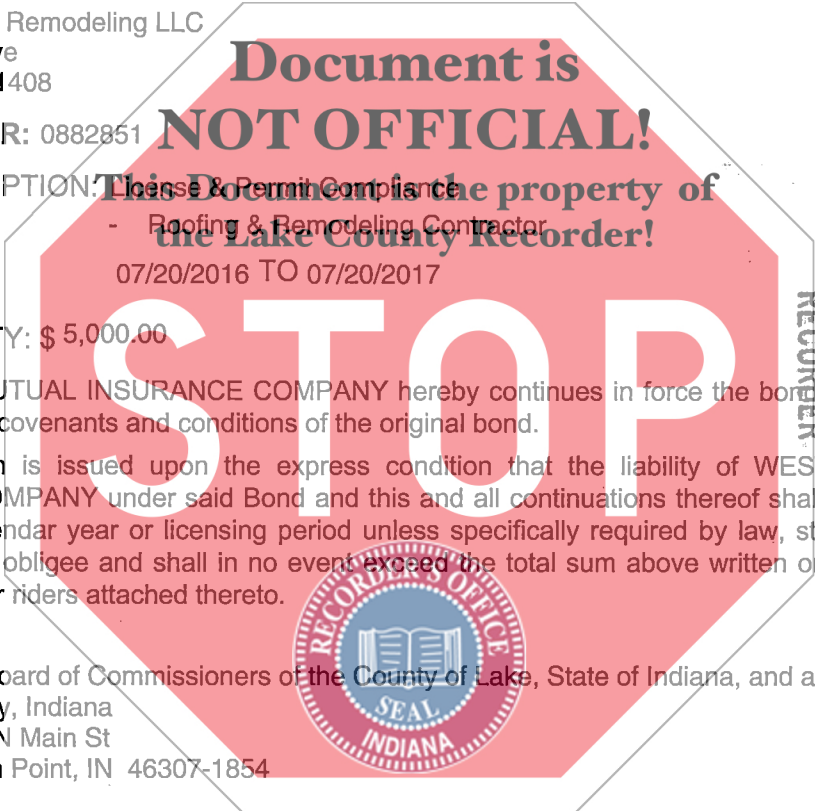 Remodeling LLC
Document is
1408
NOT OFFICIAL!
R: 0882851
PTION: License & Permit Compliance
This Document is the property of
- Roofing & Remodeling Contractor
the Lake County Recorder!
07/20/2016 TO 07/20/2017
STOP
RECORDER
Y: $ 5,000.00
UTUAL INSURANCE COMPANY hereby continues in force the bon
covenants and conditions of the original bond.
n is issued upon the express condition that the liability of WES
OMPANY under said Bond and this and all continuations thereof shal
endar year or licensing period unless specifically required by law, st
obligee and shall in no event exceed the total sum above written or
r riders attached thereto.
RECORDER'S OFFICE
SEAL
INDIANA
oard of Commissioners of the County of Lake, State of Indiana, and a
y, Indiana
N Main St
Point, IN 46307-1854